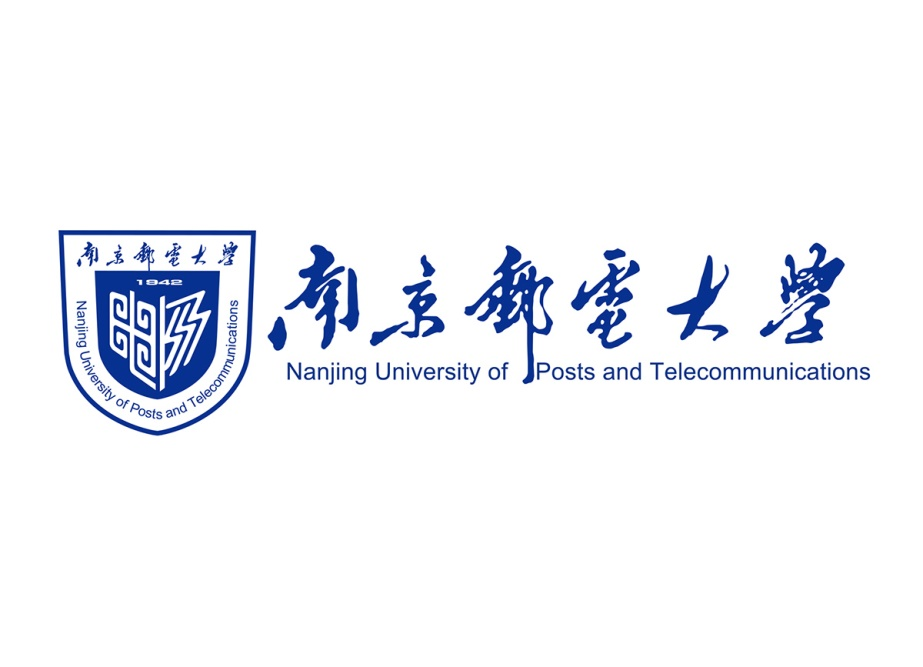 南京郵電大學
1942
Nanjing University of Posts and Telecommunications
南京郵電大學
Nanjing University of Posts and Telecommunications